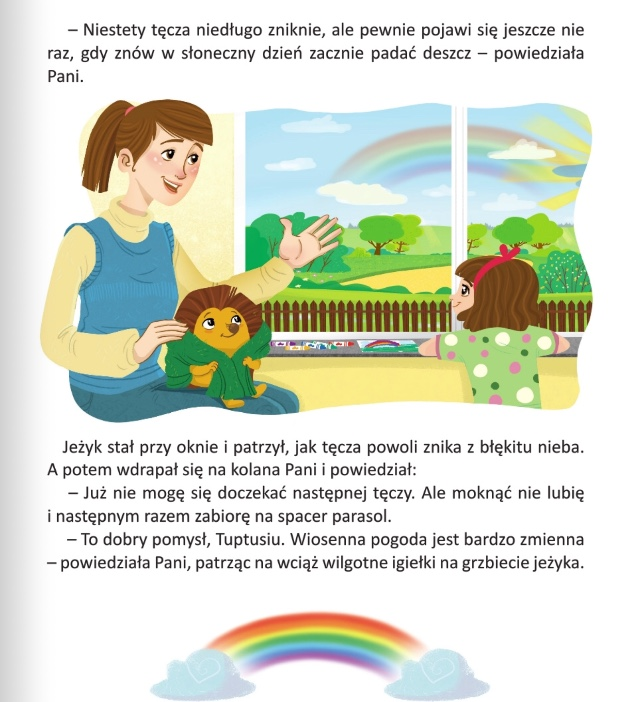 – Niestety tęcza niedługo zniknie, ale pewnie pojawi się jeszcze nie
raz, gdy znów w słoneczny dzień zacznie padać deszcz – powiedziała
Pani.
Jeżyk stał przy oknie i patrzył, jak tęcza powoli znika z błękitu nieba.
A potem wdrapał się na kolana Pani i powiedział:
– Już nie mogę się doczekać następnej tęczy. Ale moknąć nie lubię
i następnym razem zabiorę na spacer parasol.
– To dobry pomysł, Tuptusiu. Wiosenna pogoda jest bardzo zmienna
– powiedziała Pani, patrząc na wciąż wilgotne igiełki na grzbiecie jeżyka.